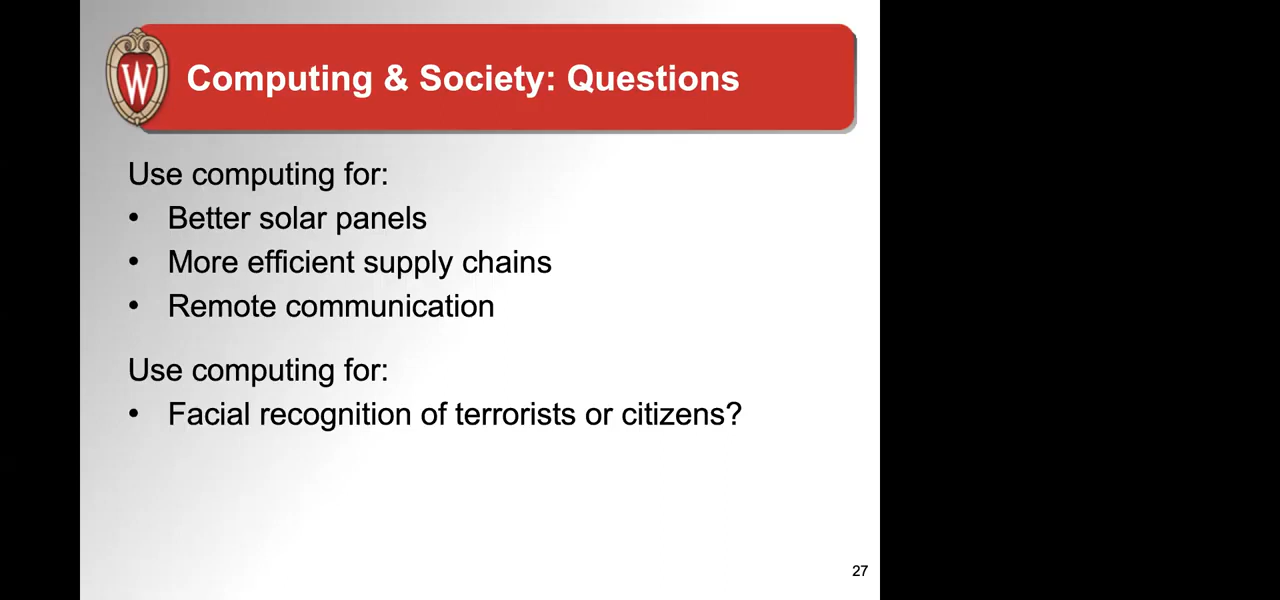 W
Computing & Society: Questions
Use computing for:
• Better solar panels
• More efficient supply chains
• Remote communication
Use computing for:
• Facial recognition of terrorists or citizens?
27